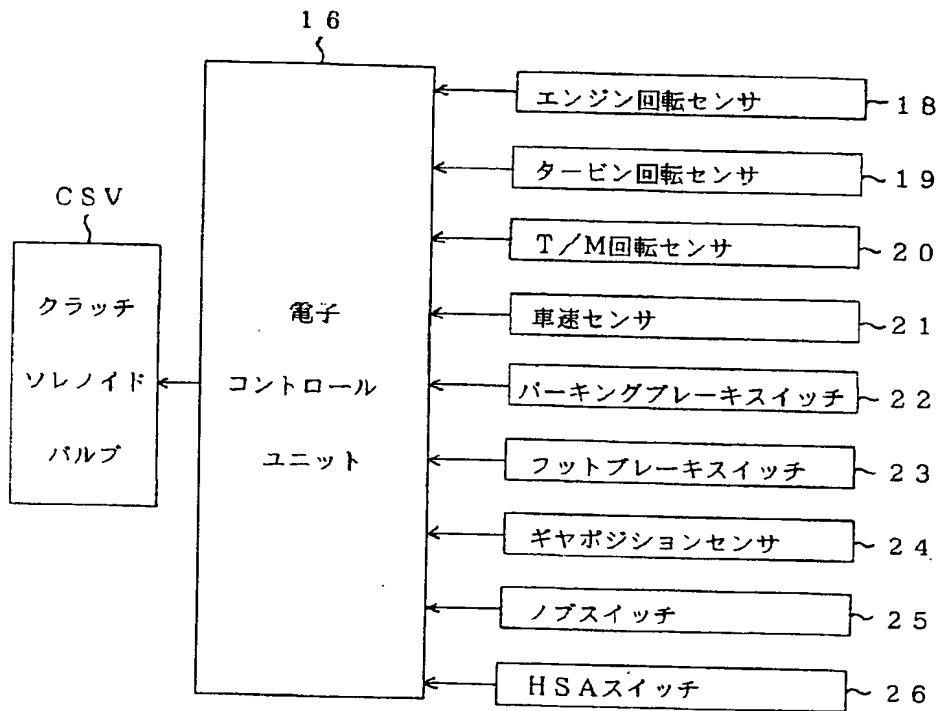 16
CSV
クラッチ
ソレノイド
バルブ
電子
コントロール
ユニット
エンジン回転センサ
18
タービン回転センサ
19
T/M回転センサ
20
車速センサ
21
パーキングブレーキスイッチ
22
フットブレーキスイッチ
23
ギヤポジションセンサ
24
ノブスイッチ
25
HSAスイッチ
26